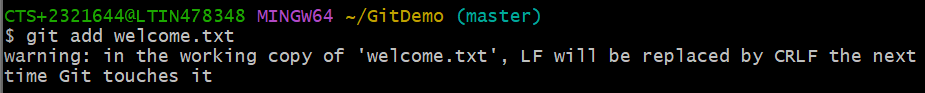 CTS+2321644@LTIN478348 MINGW64 ~/GitDemo (master)
$ git add welcome.txt
warning: in the working copy of 'welcome.txt', LF will be replaced by CRLF the next
time Git touches it